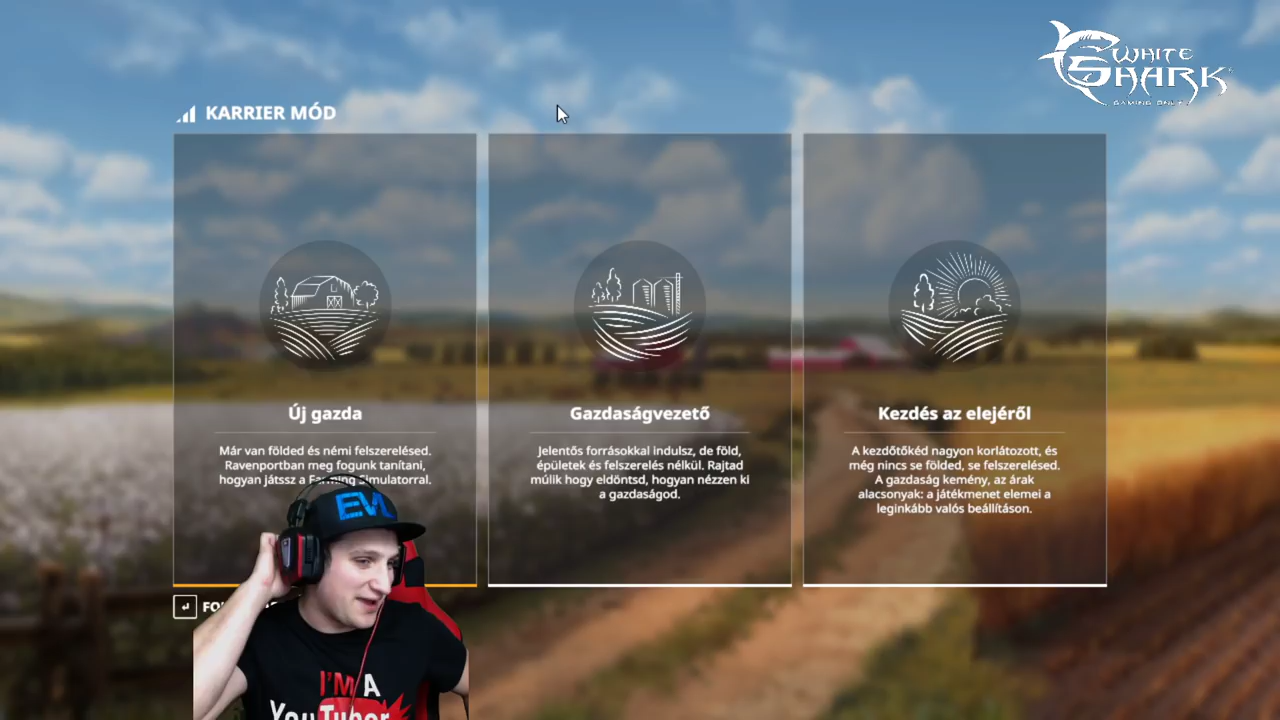 WHITE
SHARK
KARRIER MÓD
Új gazda
Már van földed és némi felszerelésed.
Ravenportban meg fogunk tanítani,
hogyan játssz a Farming Simulatorral.
Gazdaságvezető
Jelentős forrásokkal indulsz, de föld,
épületek és felszerelés nélkül. Rajtad
múlik hogy eldöntsd, hogyan nézzen ki
a gazdaságod.
Kezdés az elejéről
A kezdőtőkéd nagyon korlátozott, és
még nincs se földed, se felszerelésed.
A gazdaság kemény, az árak
alacsonyak: a játékmenet elemei a
leginkább valós beállításon.
I'M A
YouTuber